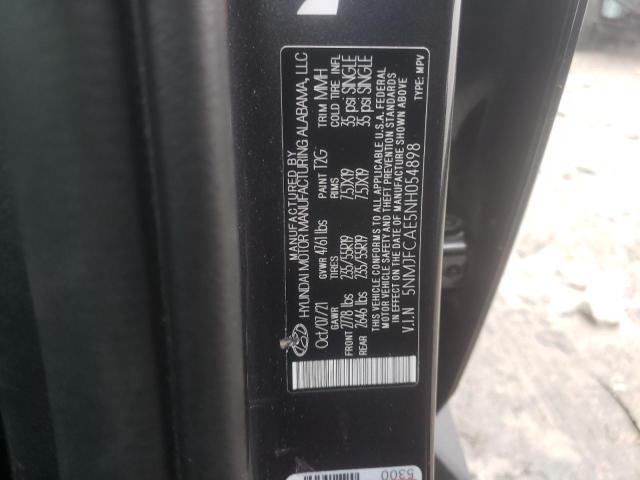 MANUFACTURED BY
HYUNDAI MOTOR MANUFACTURING ALABAMA, LLC
Oct/07/21 GVWR 4761 lbs PAINT T2G TRIM MMH
GAWR TIRES RIMS COLD TIRE INFL
FRONT 2778 lbs 235/55R19 7.5JX19 35 psi SINGLE
REAR 2646 lbs 235/55R19 7.5JX19 35 psi SINGLE
THIS VEHICLE CONFORMS TO ALL APPLICABLE U.S.A. FEDERAL
MOTOR VEHICLE SAFETY AND THEFT PREVENTION STANDARDS
IN EFFECT ON THE DATE OF MANUFACTURE SHOWN ABOVE
V.I.N 5NMJFCAE5NH054898 TYPE: MPV
5300